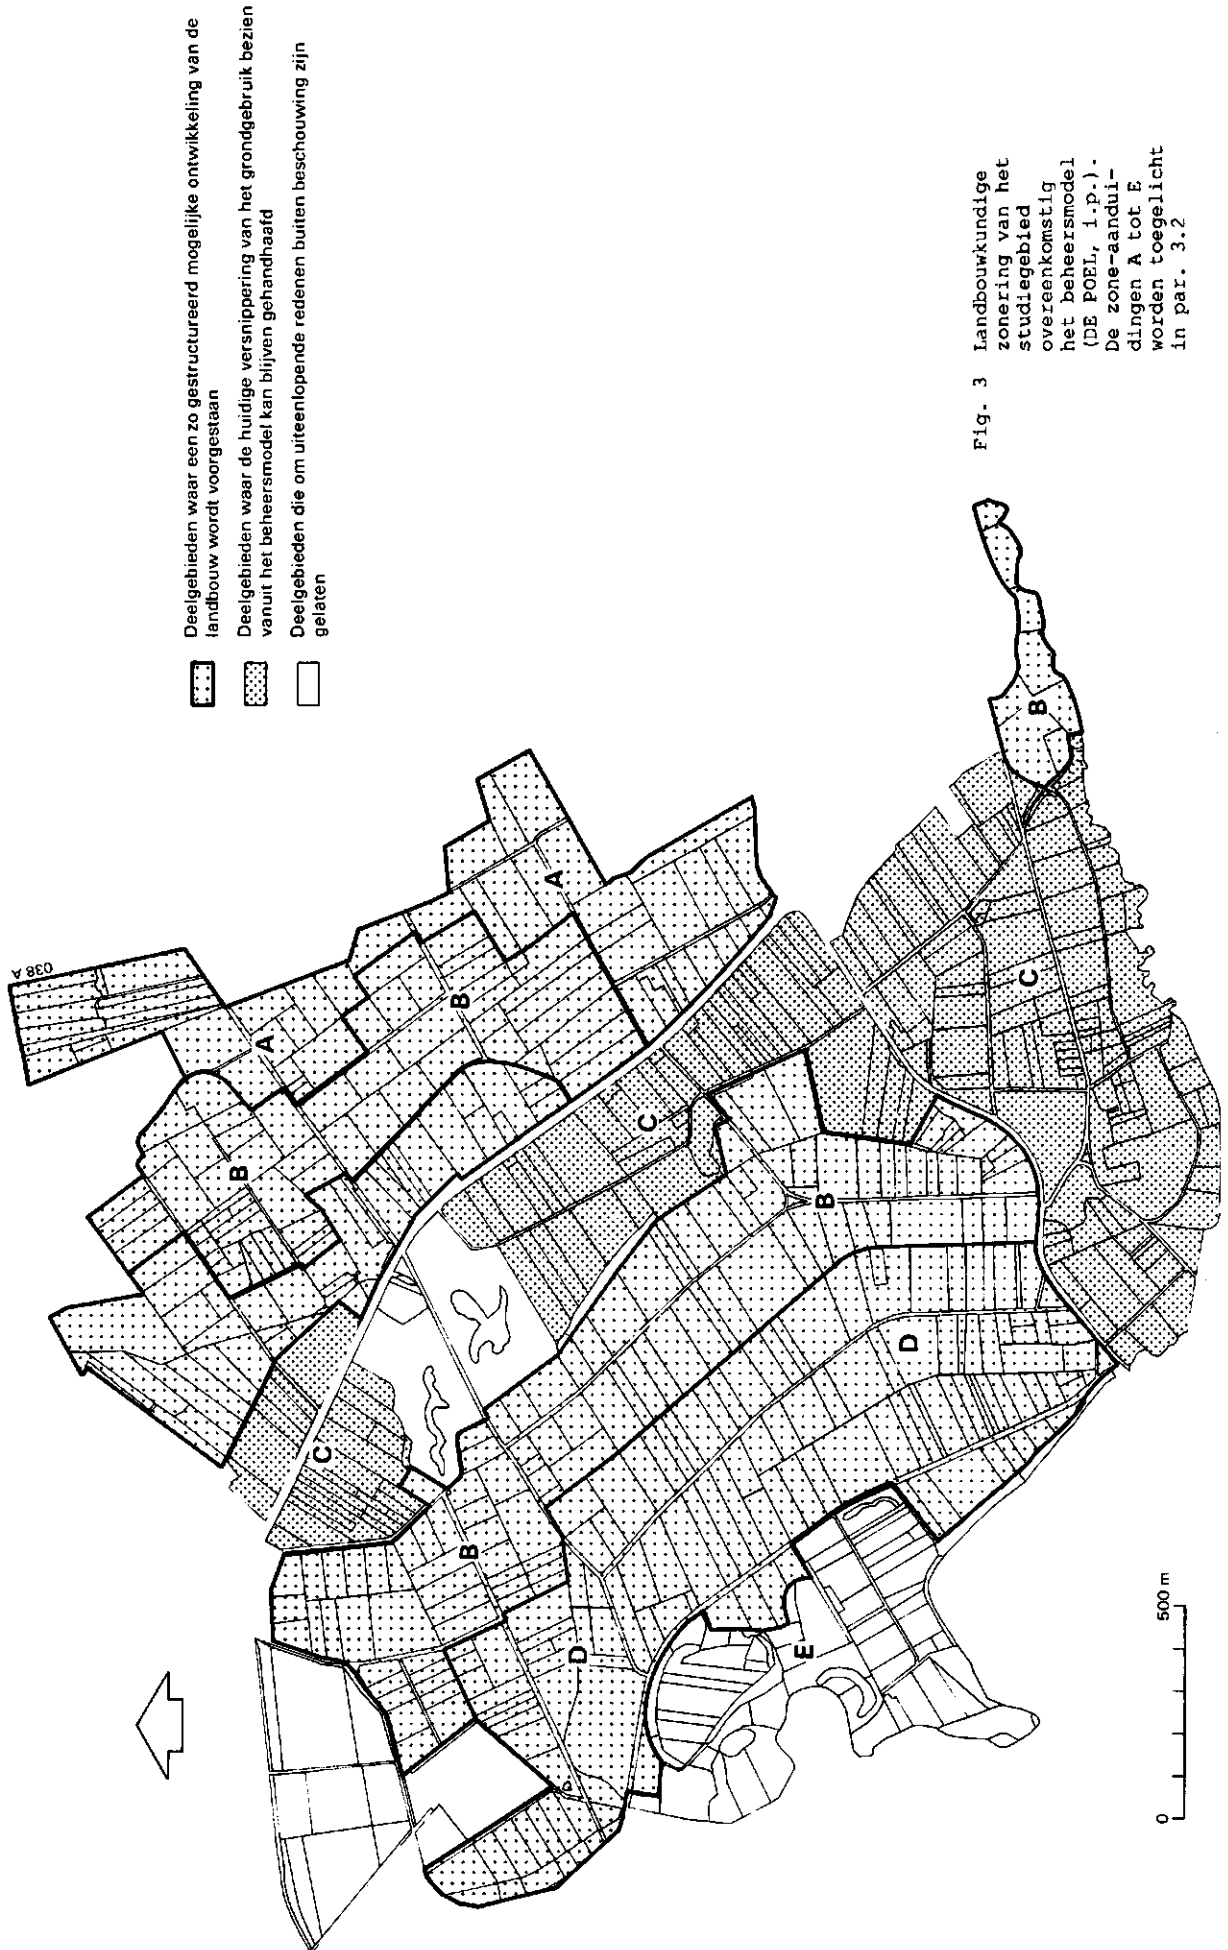 Deelgebieden waar een zo gestructureerd mogelijke ontwikkeling van de
landbouw wordt voorgestaan
Deelgebieden waar de huidige versnippering van het grondgebruik bezien
vanuit het beheersmodel kan blijven gehandhaafd
Deelgebieden die om uiteenlopende redenen buiten beschouwing zijn
gelaten
038 A
A
A
B
B
C
C
B
B
C
B
D
D
E
0
500 m
Fig. 3 Landbouwkundige
zonering van het
studiegebied
overeenkomstig
het beheersmodel
(DE POEL, i.p.).
De zone-aandui-
dingen A tot E
worden toegelicht
in par. 3.2